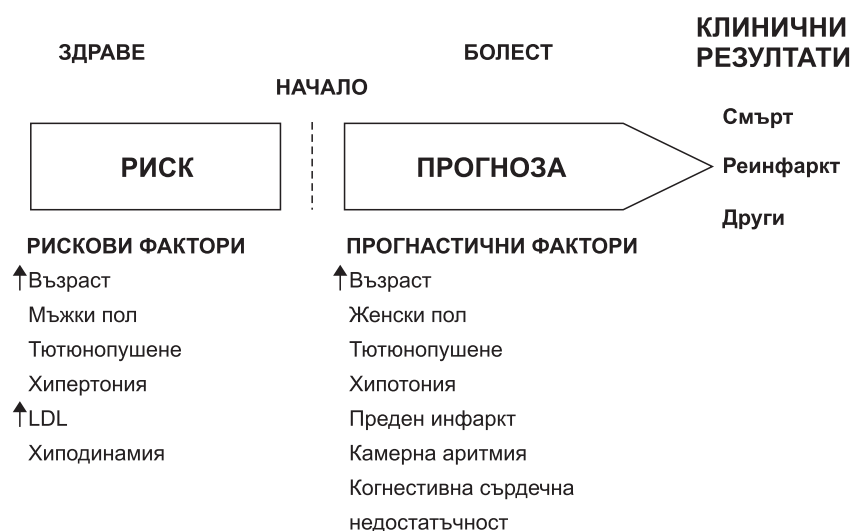 ЗДРАВЕ
БОЛЕСТ
КЛИНИЧНИ
РЕЗУЛТАТИ
НАЧАЛО
РИСК
ПРОГНОЗА
Смърт
Реинфаркт
Други
РИСКОВИ ФАКТОРИ
Възраст
Мъжки пол
Тютюнопушене
Хипертония
LDL
Хиподинамия
ПРОГНАСТИЧНИ ФАКТОРИ
Възраст
Женски пол
Тютюнопушене
Хипотония
Преден инфаркт
Камерна аритмия
Когнестивна сърдечна
недостатъчност